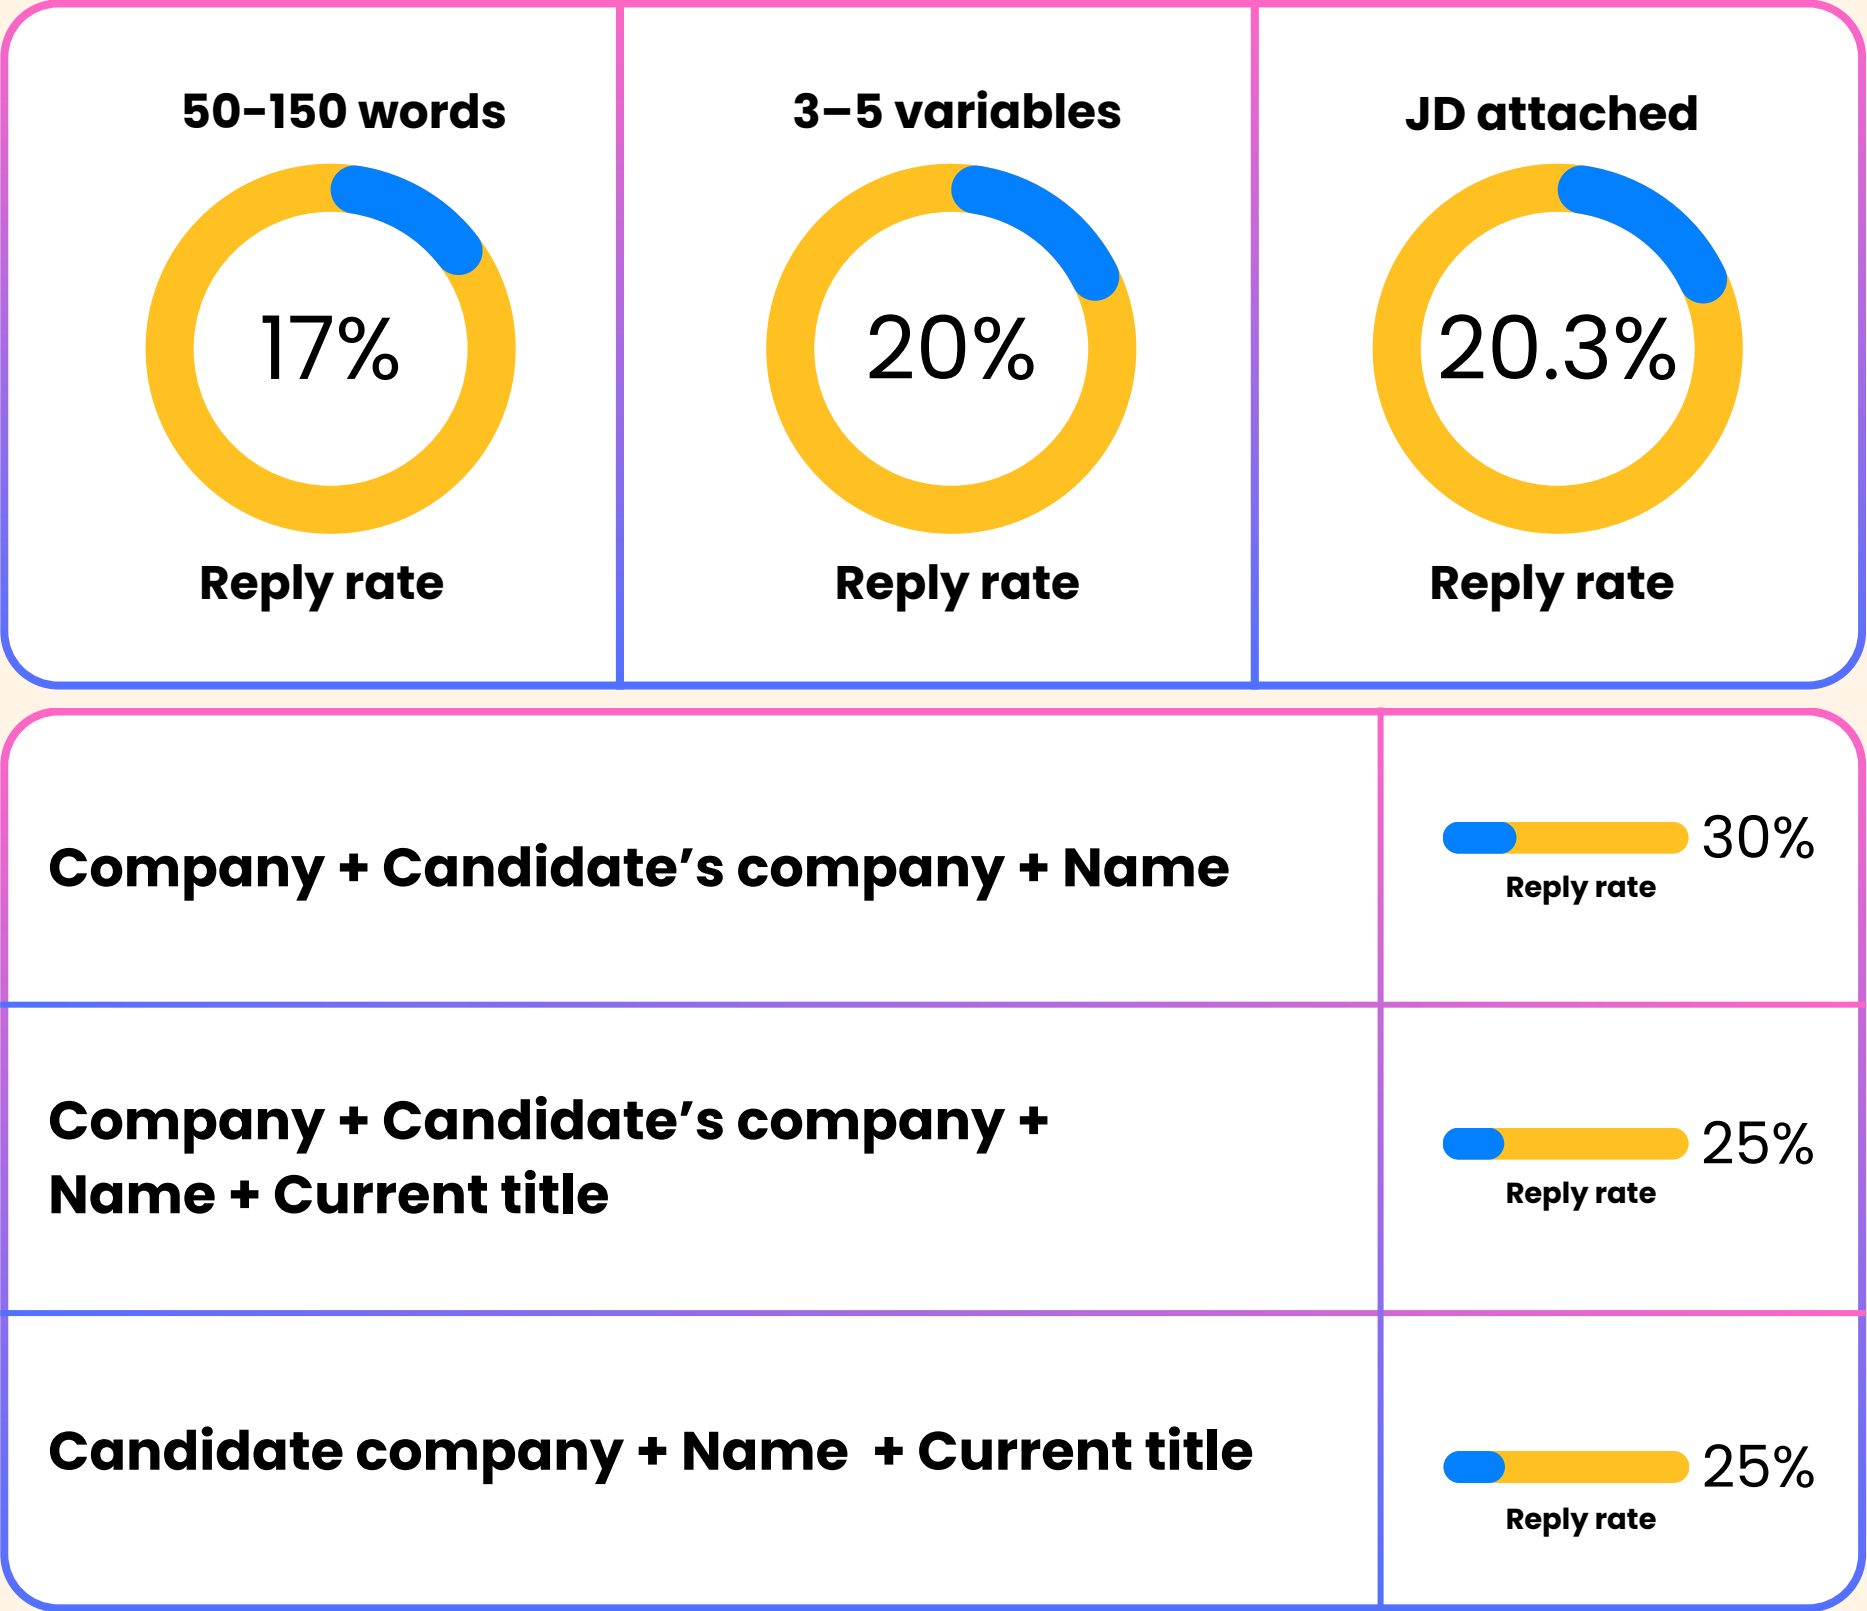 50-150 words
3–5 variables
JD attached
17%
20%
20.3%
Reply rate
Reply rate
Reply rate
Company + Candidate’s company + Name
30%
Reply rate
Company + Candidate’s company +
Name + Current title
25%
Reply rate
Candidate company + Name + Current title
25%
Reply rate